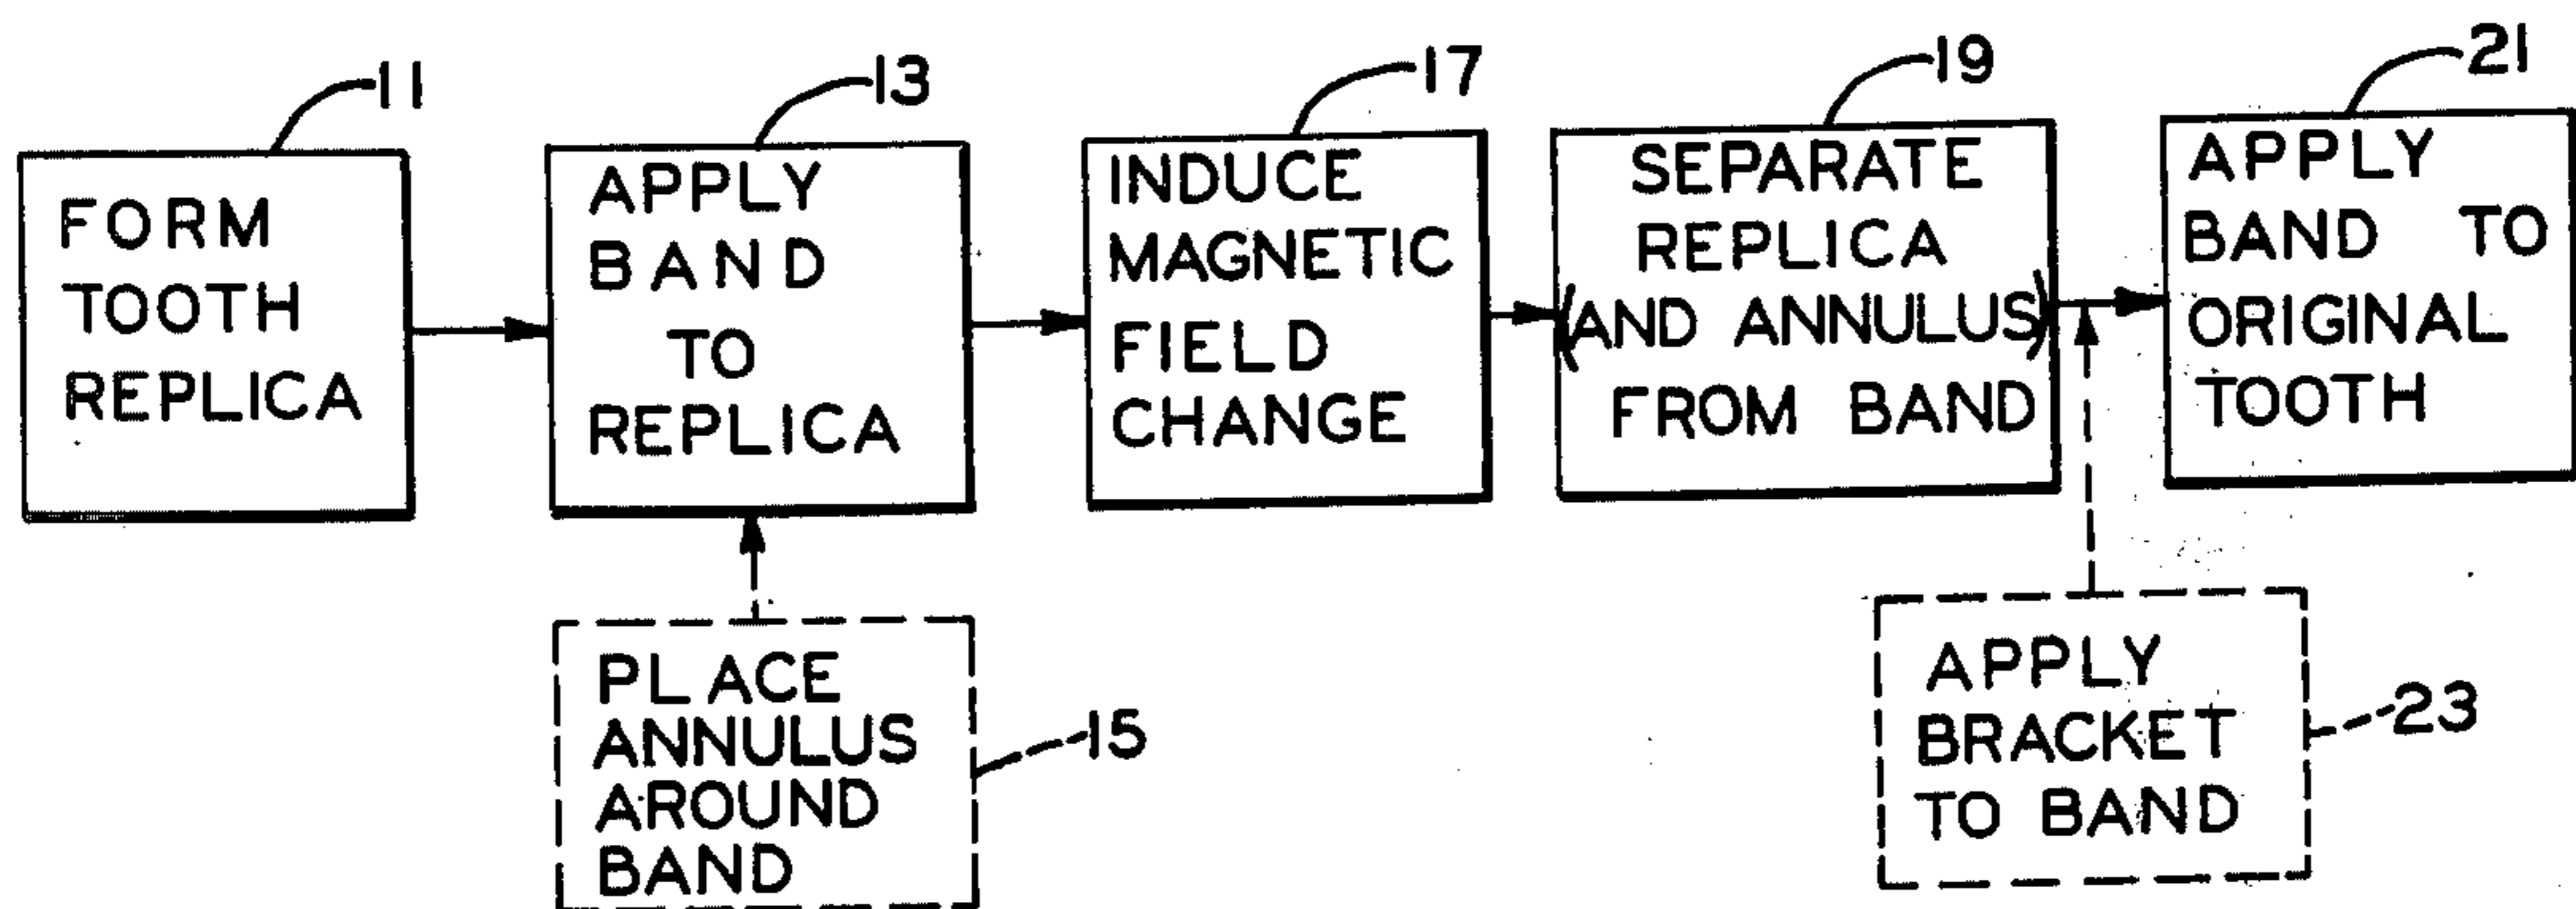 11
FORM
TOOTH
REPLICA
13
APPLY
BAND
TO
REPLICA
17
INDUCE
MAGNETIC
FIELD
CHANGE
19
SEPARATE
REPLICA
(AND ANNULUS)
FROM BAND
21
APPLY
BAND TO
ORIGINAL
TOOTH
PLACE
ANNULUS
AROUND
BAND
15
APPLY
BRACKET
TO BAND
23